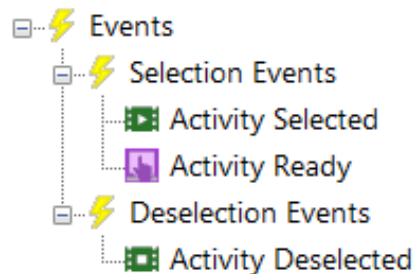 Events
Selection Events
Activity Selected
Activity Ready
Deselection Events
Activity Deselected